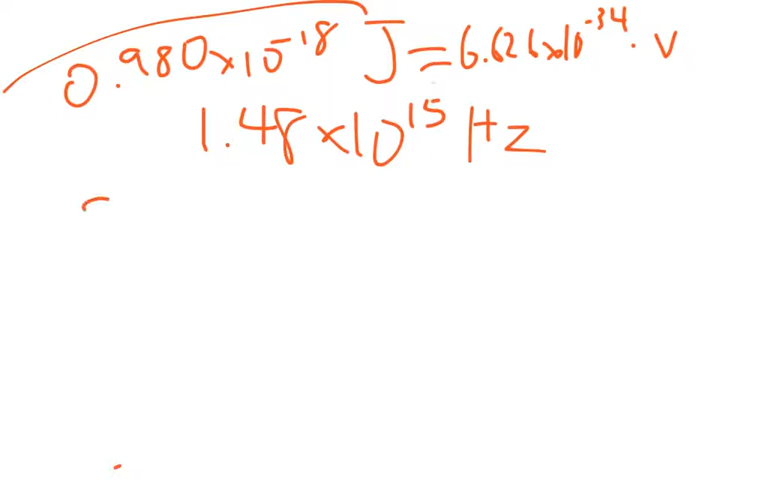 0.980×10⁻¹⁸ J = 6.626×10⁻³⁴ · v
1.48×10¹⁵ Hz